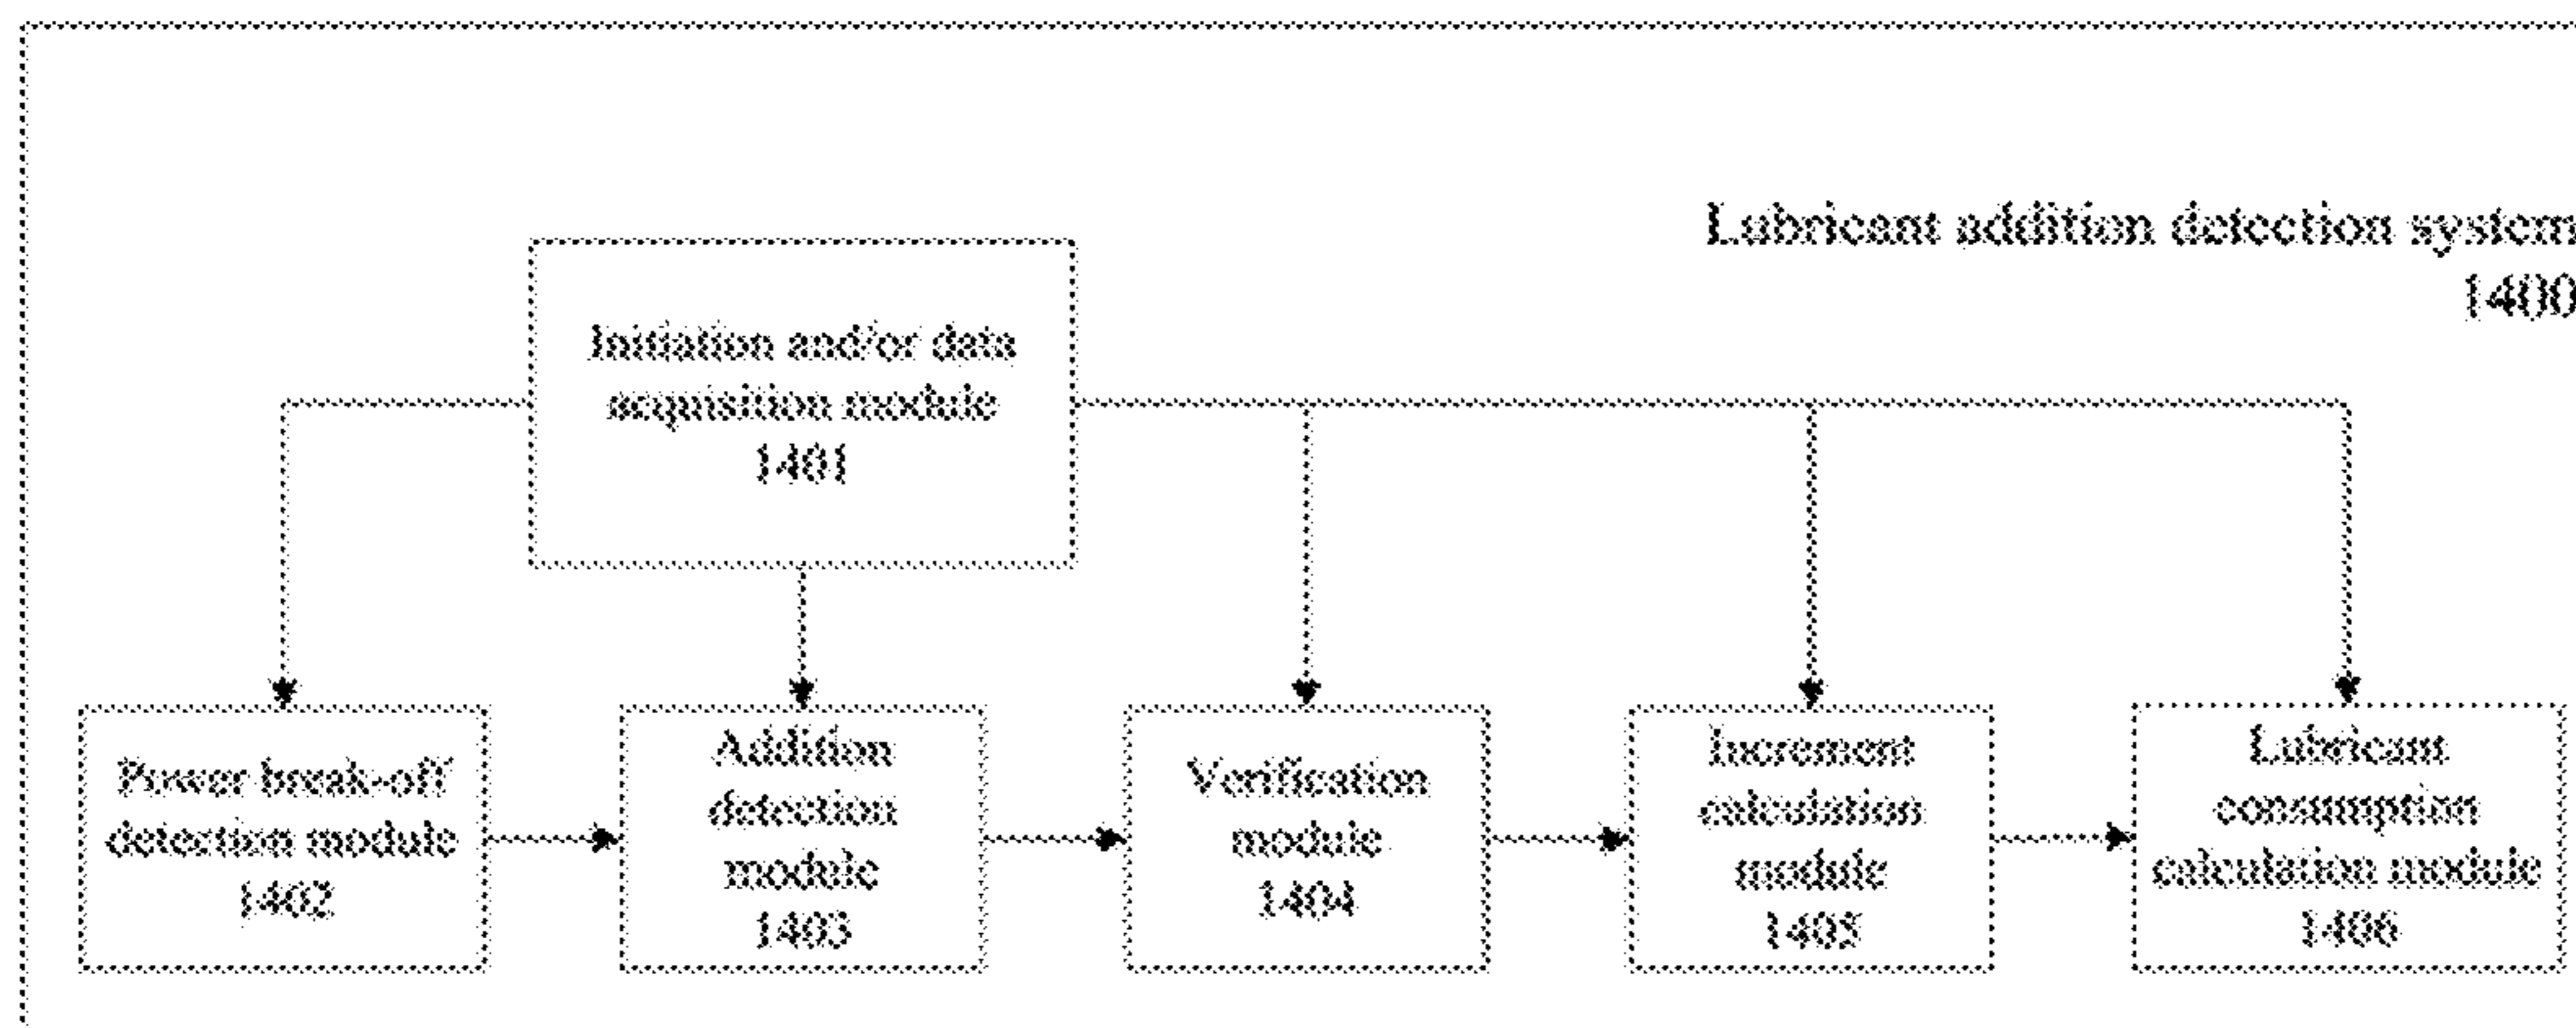 Lubricant addition detection system
1400
Initiation and/or data
acquisition module
1401
Power break-off
detection module
1402
Addition
detection
module
1403
Verification
module
1404
Increment
calculation
module
1405
Lubricant
consumption
calculation module
1406